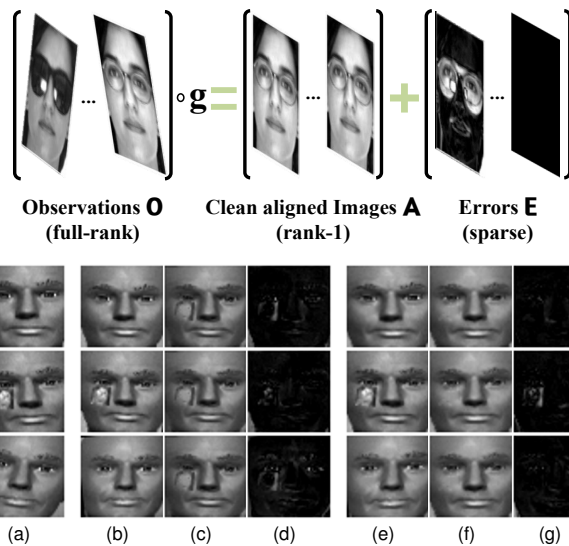 ... ∘ g = ... + ...
Observations O Clean aligned Images A Errors E
(full-rank) (rank-1) (sparse)
(a) (b) (c) (d) (e) (f) (g)